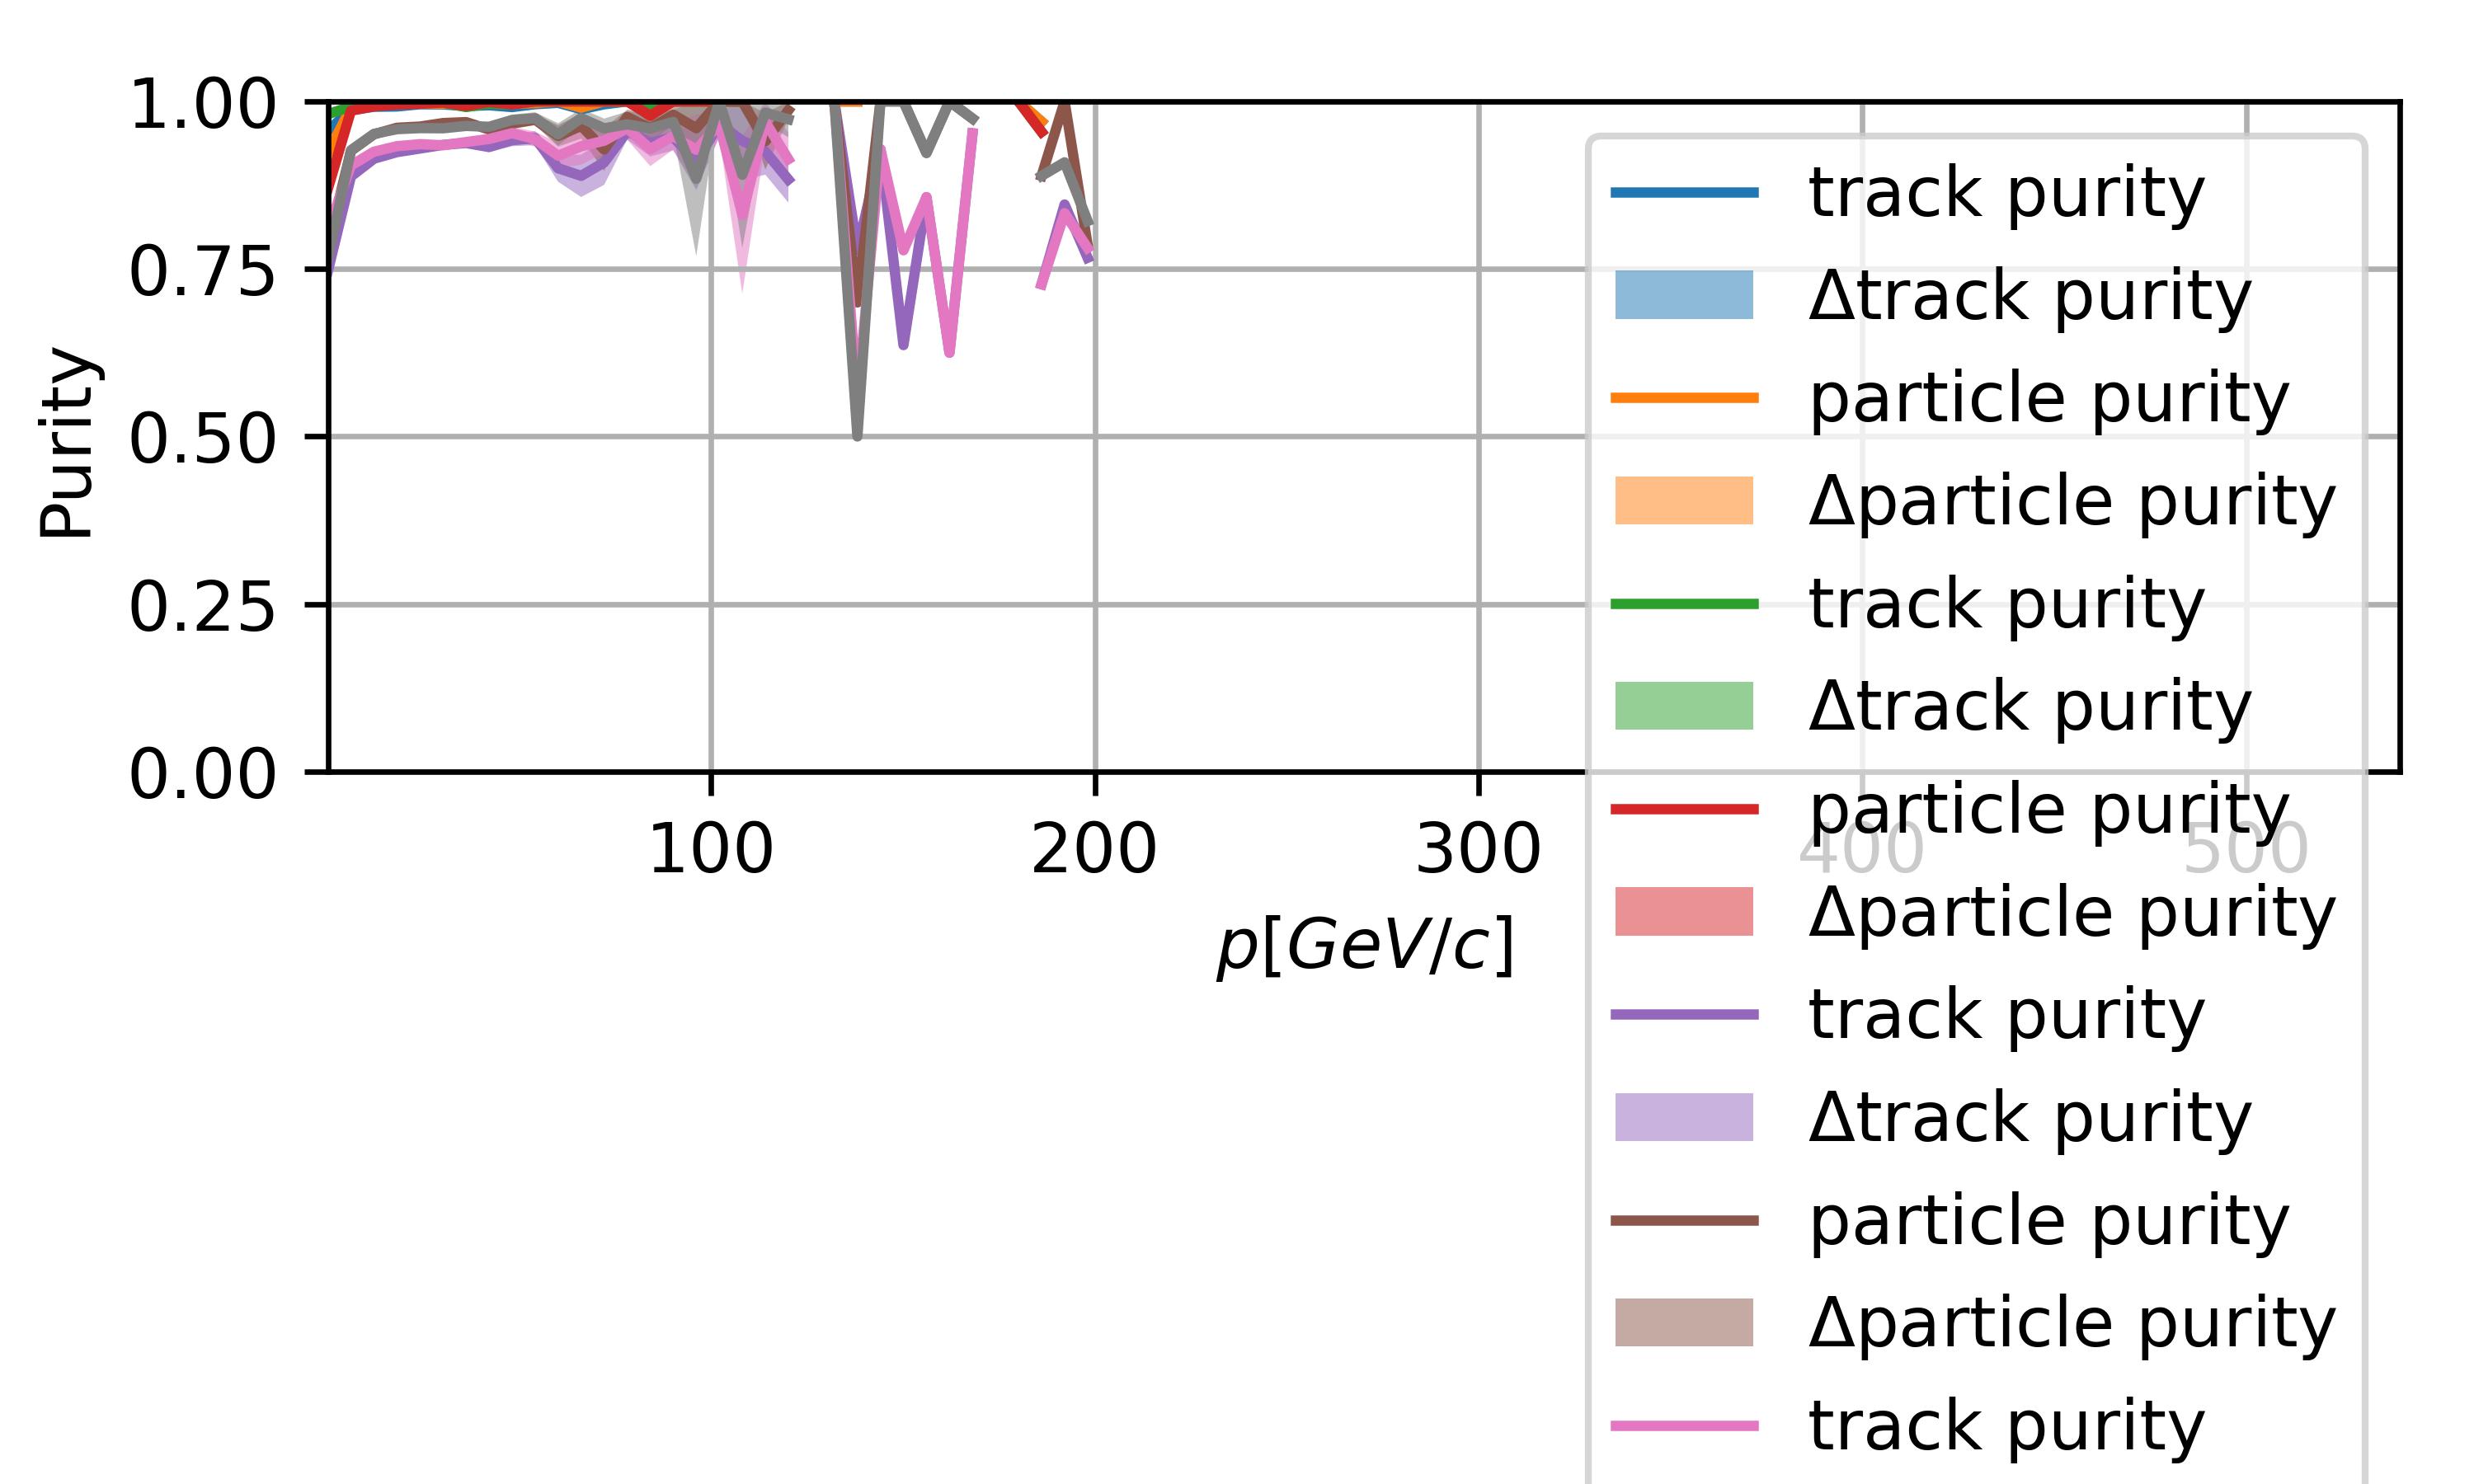 1.00
0.75
0.50
0.25
0.00
Purity
100
200
300
400
500
p[GeV/c]
track purity
Δtrack purity
particle purity
Δparticle purity
track purity
Δtrack purity
particle purity
Δparticle purity
track purity
Δtrack purity
particle purity
Δparticle purity
track purity